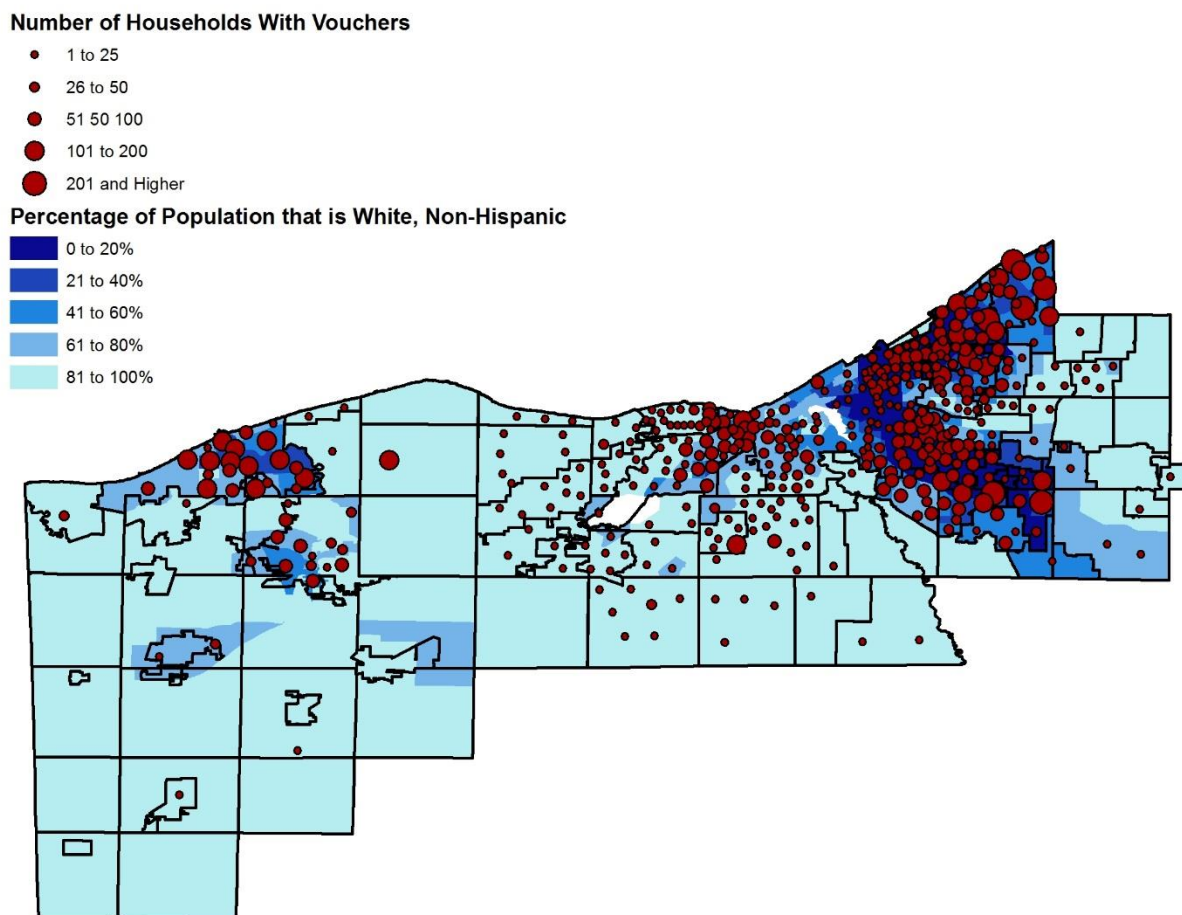 Number of Households With Vouchers
1 to 25
26 to 50
51 50 100
101 to 200
201 and Higher
Percentage of Population that is White, Non-Hispanic
0 to 20%
21 to 40%
41 to 60%
61 to 80%
81 to 100%